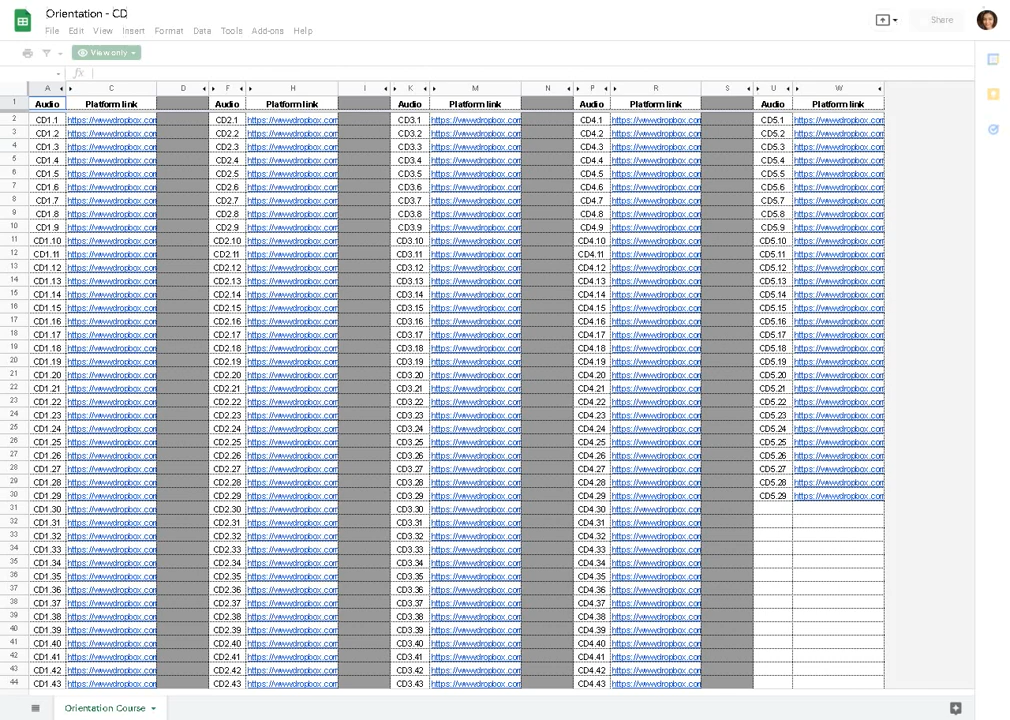 Orientation - CD
File Edit View Insert Format Data Tools Add-ons Help
Share
View only
fx
A C D F H I K M N P R S U W
1 Audio Platform link Audio Platform link Audio Platform link Audio Platform link Audio Platform link
2 CD1.1 https://www.dropbox.com CD2.1 https://www.dropbox.com CD3.1 https://www.dropbox.com CD4.1 https://www.dropbox.com CD5.1 https://www.dropbox.com
3 CD1.2 https://www.dropbox.com CD2.2 https://www.dropbox.com CD3.2 https://www.dropbox.com CD4.2 https://www.dropbox.com CD5.2 https://www.dropbox.com
4 CD1.3 https://www.dropbox.com CD2.3 https://www.dropbox.com CD3.3 https://www.dropbox.com CD4.3 https://www.dropbox.com CD5.3 https://www.dropbox.com
5 CD1.4 https://www.dropbox.com CD2.4 https://www.dropbox.com CD3.4 https://www.dropbox.com CD4.4 https://www.dropbox.com CD5.4 https://www.dropbox.com
6 CD1.5 https://www.dropbox.com CD2.5 https://www.dropbox.com CD3.5 https://www.dropbox.com CD4.5 https://www.dropbox.com CD5.5 https://www.dropbox.com
7 CD1.6 https://www.dropbox.com CD2.6 https://www.dropbox.com CD3.6 https://www.dropbox.com CD4.6 https://www.dropbox.com CD5.6 https://www.dropbox.com
8 CD1.7 https://www.dropbox.com CD2.7 https://www.dropbox.com CD3.7 https://www.dropbox.com CD4.7 https://www.dropbox.com CD5.7 https://www.dropbox.com
9 CD1.8 https://www.dropbox.com CD2.8 https://www.dropbox.com CD3.8 https://www.dropbox.com CD4.8 https://www.dropbox.com CD5.8 https://www.dropbox.com
10 CD1.9 https://www.dropbox.com CD2.9 https://www.dropbox.com CD3.9 https://www.dropbox.com CD4.9 https://www.dropbox.com CD5.9 https://www.dropbox.com
11 CD1.10 https://www.dropbox.com CD2.10 https://www.dropbox.com CD3.10 https://www.dropbox.com CD4.10 https://www.dropbox.com CD5.10 https://www.dropbox.com
12 CD1.11 https://www.dropbox.com CD2.11 https://www.dropbox.com CD3.11 https://www.dropbox.com CD4.11 https://www.dropbox.com CD5.11 https://www.dropbox.com
13 CD1.12 https://www.dropbox.com CD2.12 https://www.dropbox.com CD3.12 https://www.dropbox.com CD4.12 https://www.dropbox.com CD5.12 https://www.dropbox.com
14 CD1.13 https://www.dropbox.com CD2.13 https://www.dropbox.com CD3.13 https://www.dropbox.com CD4.13 https://www.dropbox.com CD5.13 https://www.dropbox.com
15 CD1.14 https://www.dropbox.com CD2.14 https://www.dropbox.com CD3.14 https://www.dropbox.com CD4.14 https://www.dropbox.com CD5.14 https://www.dropbox.com
16 CD1.15 https://www.dropbox.com CD2.15 https://www.dropbox.com CD3.15 https://www.dropbox.com CD4.15 https://www.dropbox.com CD5.15 https://www.dropbox.com
17 CD1.16 https://www.dropbox.com CD2.16 https://www.dropbox.com CD3.16 https://www.dropbox.com CD4.16 https://www.dropbox.com CD5.16 https://www.dropbox.com
18 CD1.17 https://www.dropbox.com CD2.17 https://www.dropbox.com CD3.17 https://www.dropbox.com CD4.17 https://www.dropbox.com CD5.17 https://www.dropbox.com
19 CD1.18 https://www.dropbox.com CD2.18 https://www.dropbox.com CD3.18 https://www.dropbox.com CD4.18 https://www.dropbox.com CD5.18 https://www.dropbox.com
20 CD1.19 https://www.dropbox.com CD2.19 https://www.dropbox.com CD3.19 https://www.dropbox.com CD4.19 https://www.dropbox.com CD5.19 https://www.dropbox.com
21 CD1.20 https://www.dropbox.com CD2.20 https://www.dropbox.com CD3.20 https://www.dropbox.com CD4.20 https://www.dropbox.com CD5.20 https://www.dropbox.com
22 CD1.21 https://www.dropbox.com CD2.21 https://www.dropbox.com CD3.21 https://www.dropbox.com CD4.21 https://www.dropbox.com CD5.21 https://www.dropbox.com
23 CD1.22 https://www.dropbox.com CD2.22 https://www.dropbox.com CD3.22 https://www.dropbox.com CD4.22 https://www.dropbox.com CD5.22 https://www.dropbox.com
24 CD1.23 https://www.dropbox.com CD2.23 https://www.dropbox.com CD3.23 https://www.dropbox.com CD4.23 https://www.dropbox.com CD5.23 https://www.dropbox.com
25 CD1.24 https://www.dropbox.com CD2.24 https://www.dropbox.com CD3.24 https://www.dropbox.com CD4.24 https://www.dropbox.com CD5.24 https://www.dropbox.com
26 CD1.25 https://www.dropbox.com CD2.25 https://www.dropbox.com CD3.25 https://www.dropbox.com CD4.25 https://www.dropbox.com CD5.25 https://www.dropbox.com
27 CD1.26 https://www.dropbox.com CD2.26 https://www.dropbox.com CD3.26 https://www.dropbox.com CD4.26 https://www.dropbox.com CD5.26 https://www.dropbox.com
28 CD1.27 https://www.dropbox.com CD2.27 https://www.dropbox.com CD3.27 https://www.dropbox.com CD4.27 https://www.dropbox.com CD5.27 https://www.dropbox.com
29 CD1.28 https://www.dropbox.com CD2.28 https://www.dropbox.com CD3.28 https://www.dropbox.com CD4.28 https://www.dropbox.com CD5.28 https://www.dropbox.com
30 CD1.29 https://www.dropbox.com CD2.29 https://www.dropbox.com CD3.29 https://www.dropbox.com CD4.29 https://www.dropbox.com CD5.29 https://www.dropbox.com
31 CD1.30 https://www.dropbox.com CD2.30 https://www.dropbox.com CD3.30 https://www.dropbox.com CD4.30 https://www.dropbox.com
32 CD1.31 https://www.dropbox.com CD2.31 https://www.dropbox.com CD3.31 https://www.dropbox.com CD4.31 https://www.dropbox.com
33 CD1.32 https://www.dropbox.com CD2.32 https://www.dropbox.com CD3.32 https://www.dropbox.com CD4.32 https://www.dropbox.com
34 CD1.33 https://www.dropbox.com CD2.33 https://www.dropbox.com CD3.33 https://www.dropbox.com CD4.33 https://www.dropbox.com
35 CD1.34 https://www.dropbox.com CD2.34 https://www.dropbox.com CD3.34 https://www.dropbox.com CD4.34 https://www.dropbox.com
36 CD1.35 https://www.dropbox.com CD2.35 https://www.dropbox.com CD3.35 https://www.dropbox.com CD4.35 https://www.dropbox.com
37 CD1.36 https://www.dropbox.com CD2.36 https://www.dropbox.com CD3.36 https://www.dropbox.com CD4.36 https://www.dropbox.com
38 CD1.37 https://www.dropbox.com CD2.37 https://www.dropbox.com CD3.37 https://www.dropbox.com CD4.37 https://www.dropbox.com
39 CD1.38 https://www.dropbox.com CD2.38 https://www.dropbox.com CD3.38 https://www.dropbox.com CD4.38 https://www.dropbox.com
40 CD1.39 https://www.dropbox.com CD2.39 https://www.dropbox.com CD3.39 https://www.dropbox.com CD4.39 https://www.dropbox.com
41 CD1.40 https://www.dropbox.com CD2.40 https://www.dropbox.com CD3.40 https://www.dropbox.com CD4.40 https://www.dropbox.com
42 CD1.41 https://www.dropbox.com CD2.41 https://www.dropbox.com CD3.41 https://www.dropbox.com CD4.41 https://www.dropbox.com
43 CD1.42 https://www.dropbox.com CD2.42 https://www.dropbox.com CD3.42 https://www.dropbox.com CD4.42 https://www.dropbox.com
44 CD1.43 https://www.dropbox.com CD2.43 https://www.dropbox.com CD3.43 https://www.dropbox.com CD4.43 https://www.dropbox.com
Orientation Course